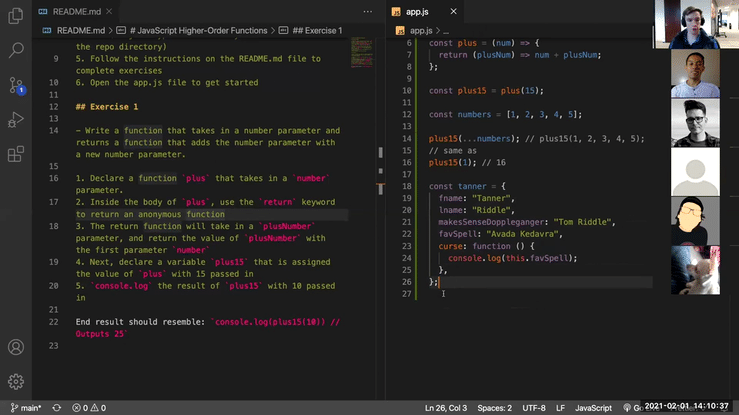 README.md
README.md > # JavaScript Higher-Order Functions > ## Exercise 1
the repo directory)
9 5. Follow the instructions on the README.md file to
complete exercises
10 6. Open the app.js file to get started
11
12 ## Exercise 1
13
14 - Write a function that takes in a number parameter and
returns a function that adds the number parameter with
a new number parameter.
15
16 1. Declare a function `plus` that takes in a `number`
parameter.
17 2. Inside the body of `plus`, use the `return` keyword
to return an anonymous function
18 3. The return function will take in a `plusNumber`
parameter, and return the value of `plusNumber` with
the first parameter `number`
19 4. Next, declare a variable `plus15` that is assigned
the value of `plus` with 15 passed in
20 5. `console.log` the result of `plus15` with 10 passed
in
21
22 End result should resemble: `console.log(plus15(10)) //
Outputs 25`
23
app.js
app.js > ...
6 const plus = (num) => {
7 return (plusNum) => num + plusNum;
8 };
9
10 const plus15 = plus(15);
11
12 const numbers = [1, 2, 3, 4, 5];
13
14 plus15(...numbers); // plus15(1, 2, 3, 4, 5);
15 // same as
16 plus15(1); // 16
17
18 const tanner = {
19 fname: "Tanner",
20 lname: "Riddle",
21 makesSenseDoppleganger: "Tom Riddle",
22 favSpell: "Avada Kedavra",
23 curse: function () {
24 console.log(this.favSpell);
25 },
26 };
27
1
main* 0 0 Ln 26, Col 3 Spaces: 2 UTF-8 LF JavaScript Go
2021-02-01 14:10:37